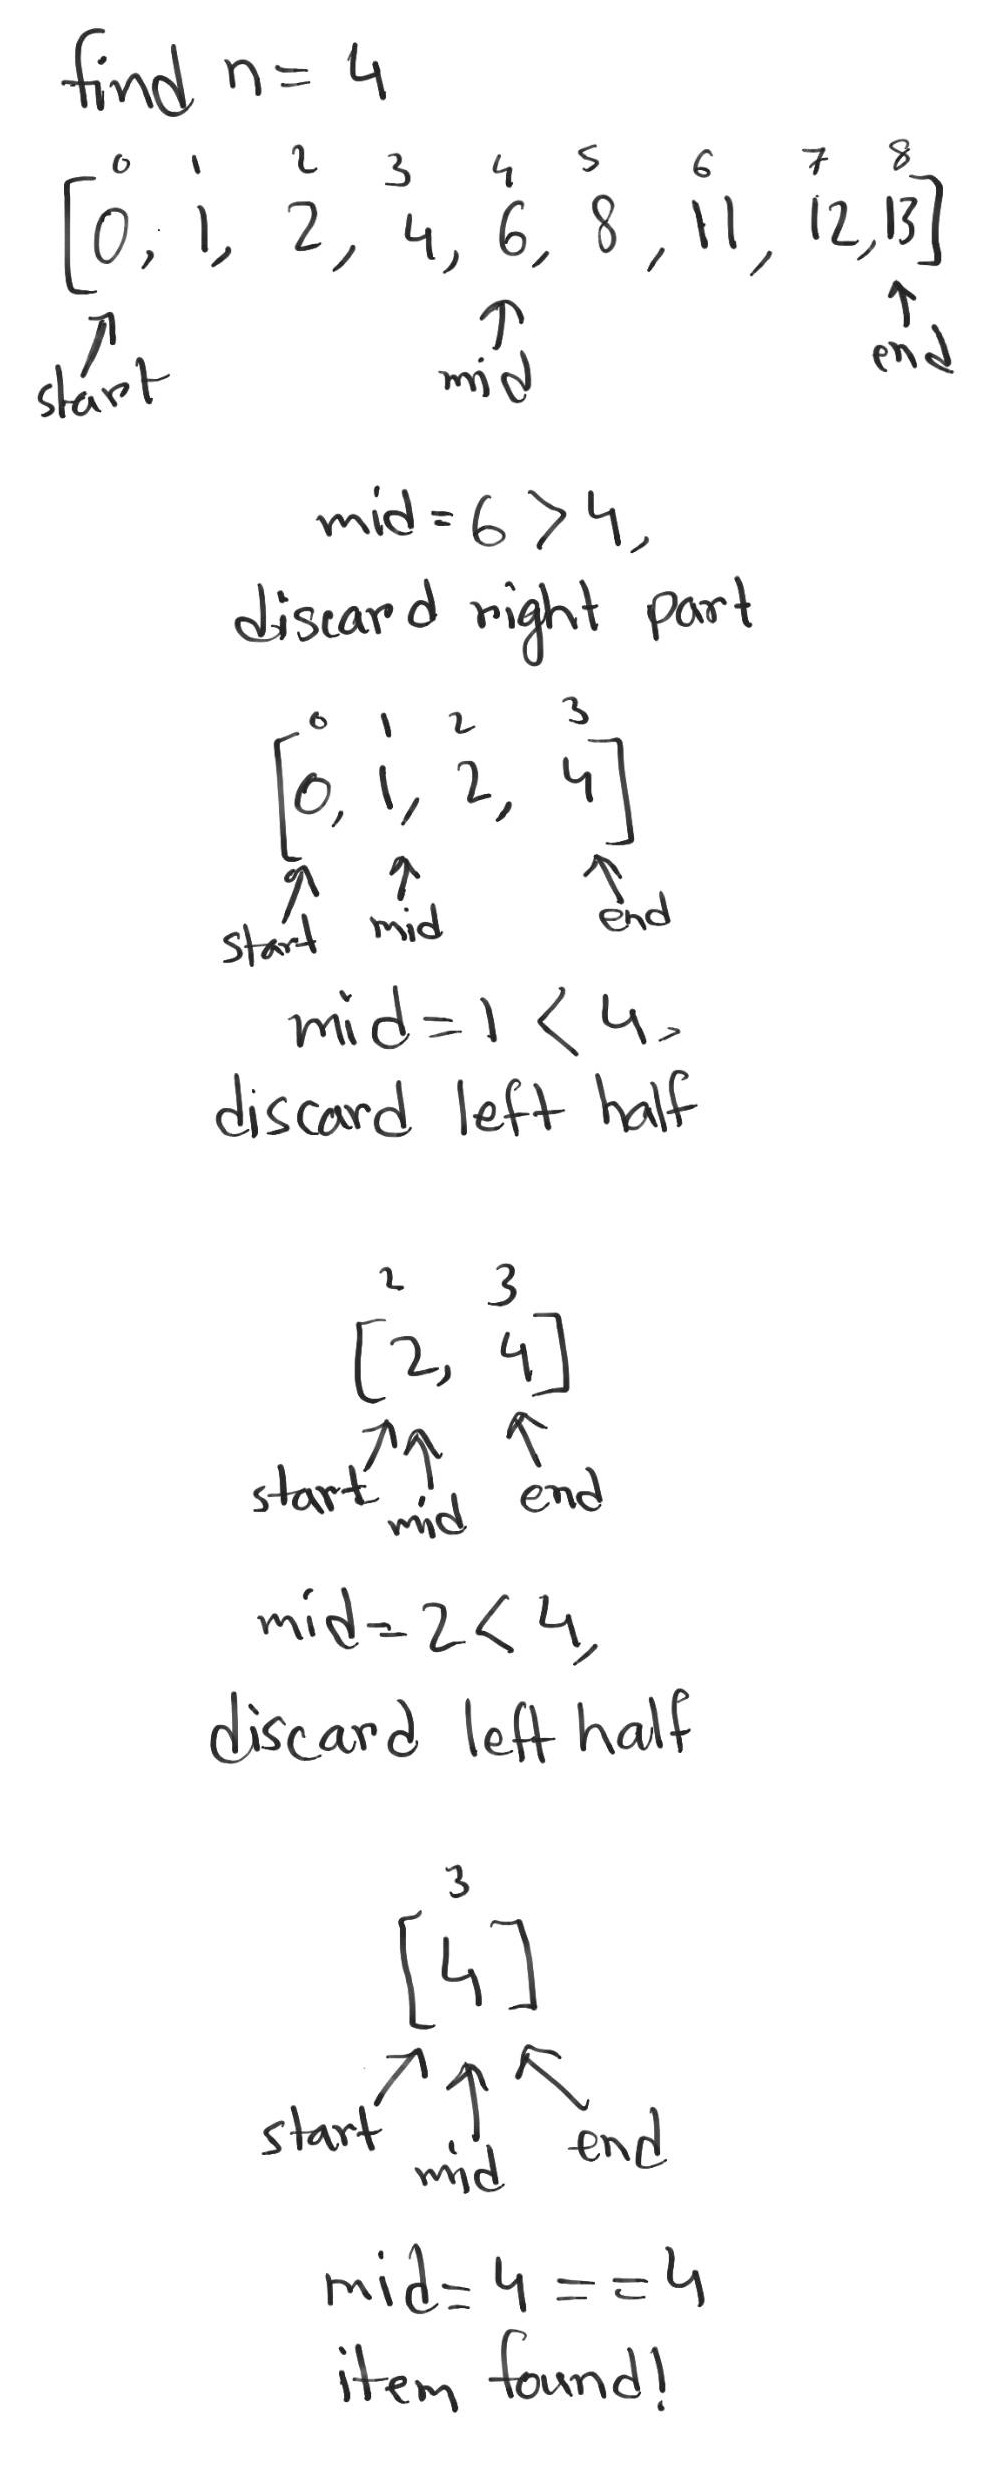 find n = 4
0 1 2 3 4 5 6 7 8
[0, 1, 2, 4, 6, 8, 11, 12, 13]
start mid end
mid = 6 > 4,
discard right part
0 1 2 3
[0, 1, 2, 4]
start mid end
mid = 1 < 4,
discard left half
2 3
[2, 4]
start mid end
mid = 2 < 4,
discard left half
3
[4]
start mid end
mid = 4 == 4
item found!